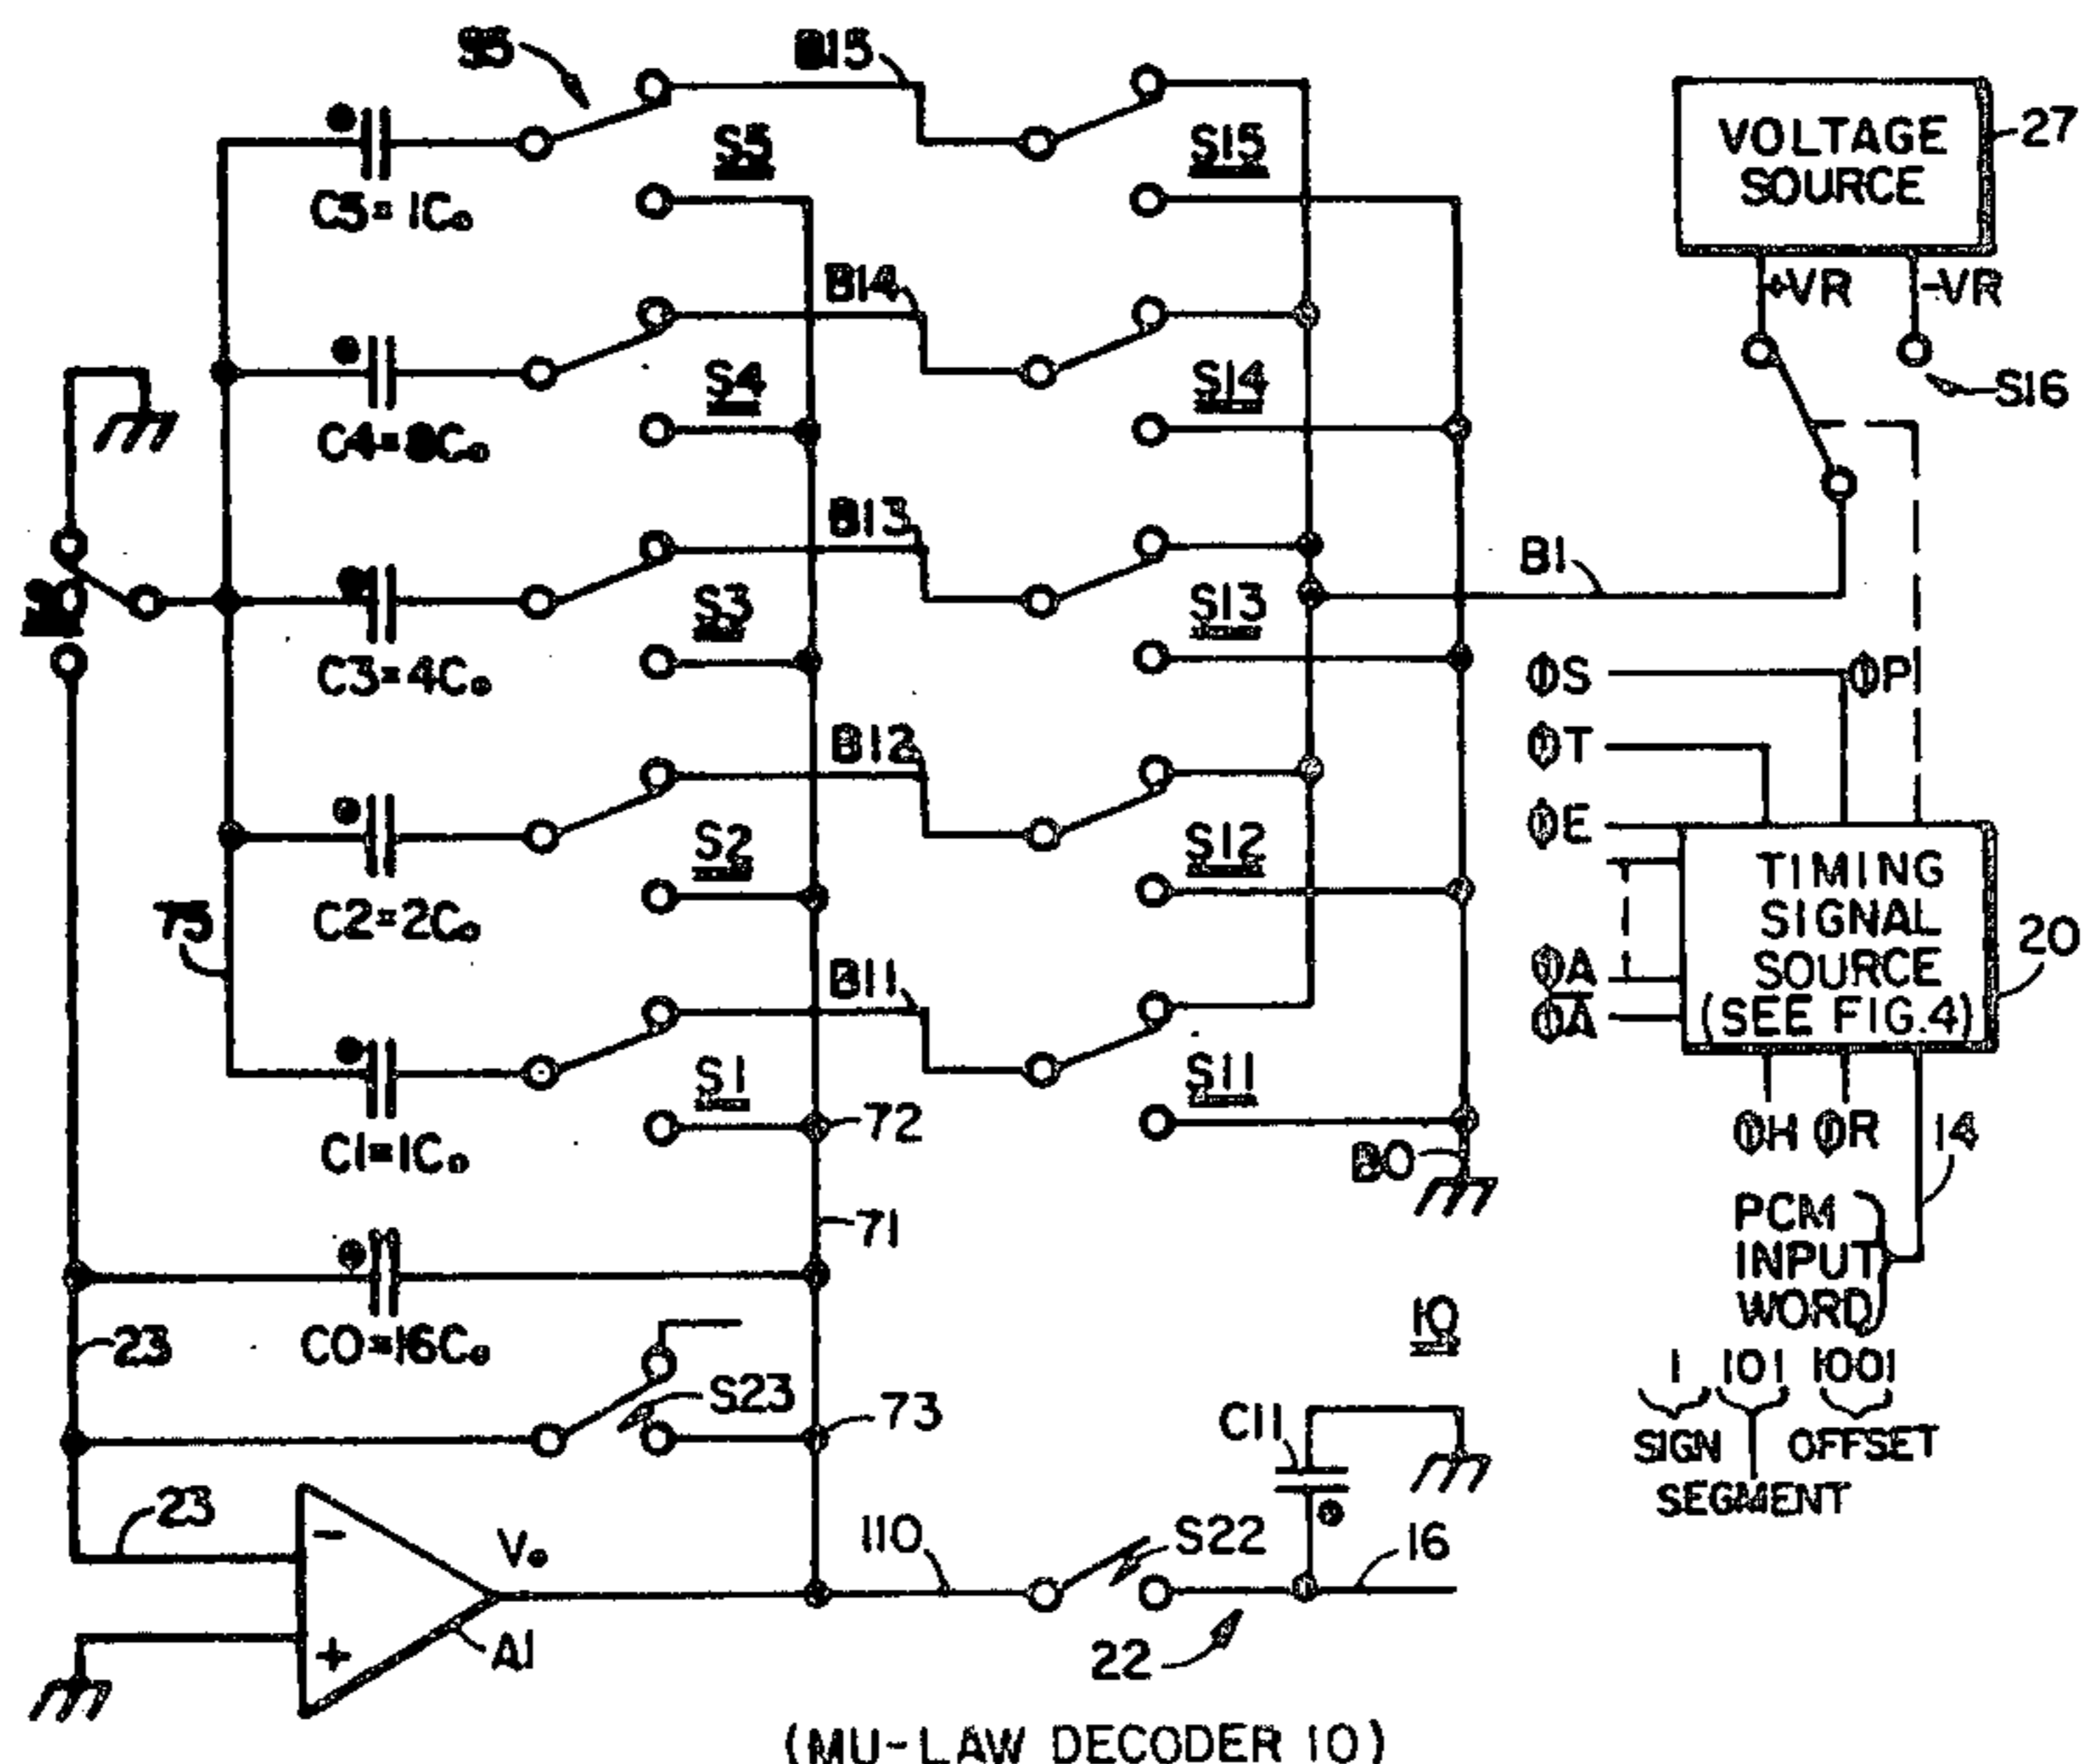 S5
B15
VOLTAGE
SOURCE
27
S5
S15
C5=1C₀
+VR
-VR
B14
S4
S14
S16
C4=8C₀
B13
S3
S13
B1
C3=4C₀
ΦS
ΦP
ΦT
B12
ΦE
S2
S12
TIMING
SIGNAL
SOURCE
(SEE FIG.4)
20
C2=2C₀
75
ΦA
Φ̅A̅
B11
S1
S11
72
ΦH
ΦR
14
C1=1C₀
B0
71
PCM
INPUT
WORD
10
23
C0=16C₀
1 101 1001
S23
73
C11
SIGN
OFFSET
SEGMENT
23
V₀
110
S22
16
-
+
A1
22
(MU-LAW DECODER 10)